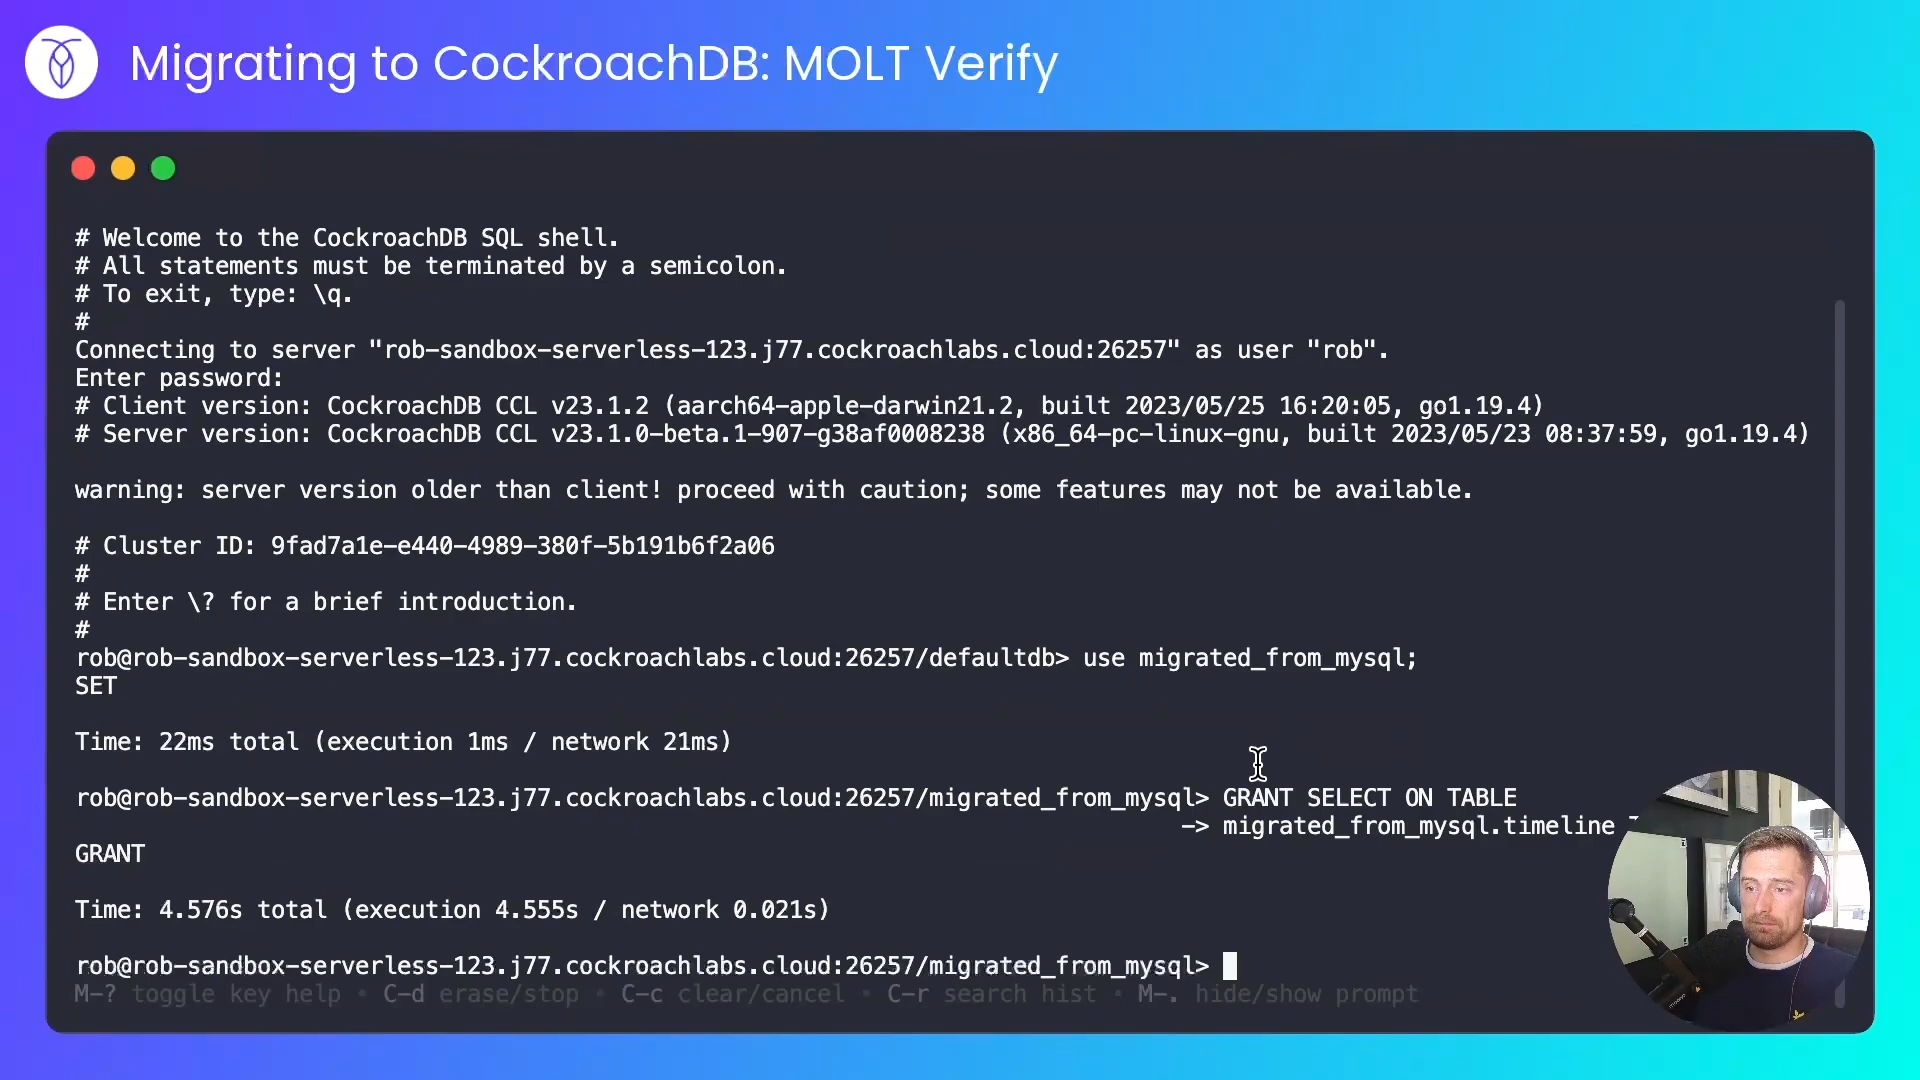 Migrating to CockroachDB: MOLT Verify
# Welcome to the CockroachDB SQL shell.
# All statements must be terminated by a semicolon.
# To exit, type: \q.
#
Connecting to server "rob-sandbox-serverless-123.j77.cockroachlabs.cloud:26257" as user "rob".
Enter password:
# Client version: CockroachDB CCL v23.1.2 (aarch64-apple-darwin21.2, built 2023/05/25 16:20:05, go1.19.4)
# Server version: CockroachDB CCL v23.1.0-beta.1-907-g38af0008238 (x86_64-pc-linux-gnu, built 2023/05/23 08:37:59, go1.19.4)
warning: server version older than client! proceed with caution; some features may not be available.
# Cluster ID: 9fad7a1e-e440-4989-380f-5b191b6f2a06
#
# Enter \? for a brief introduction.
#
rob@rob-sandbox-serverless-123.j77.cockroachlabs.cloud:26257/defaultdb> use migrated_from_mysql;
SET
Time: 22ms total (execution 1ms / network 21ms)
rob@rob-sandbox-serverless-123.j77.cockroachlabs.cloud:26257/migrated_from_mysql> GRANT SELECT ON TABLE
-> migrated_from_mysql.timeline
GRANT
Time: 4.576s total (execution 4.555s / network 0.021s)
rob@rob-sandbox-serverless-123.j77.cockroachlabs.cloud:26257/migrated_from_mysql>
M-? toggle key help • C-d erase/stop • C-c clear/cancel • C-r search hist • M-. hide/show prompt